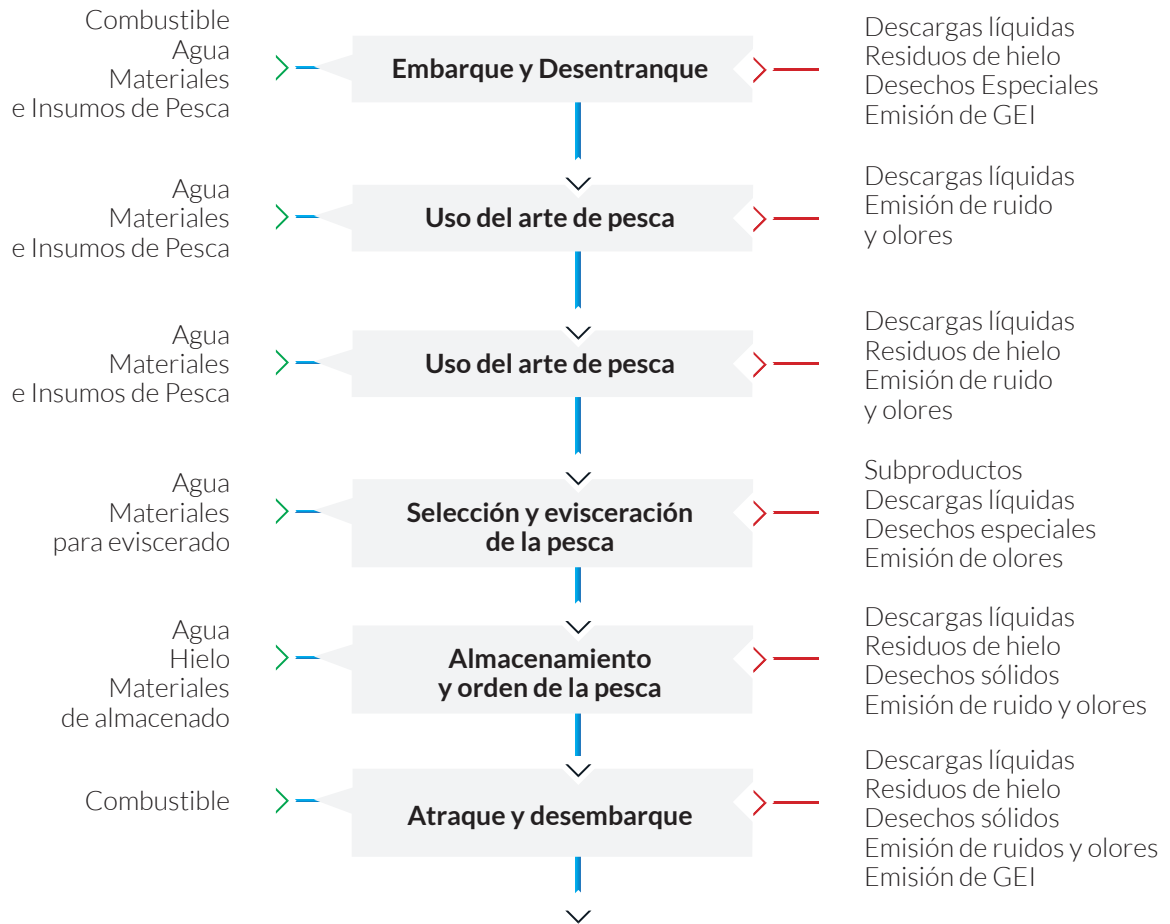 Combustible
Agua
Materiales
e Insumos de Pesca
Embarque y Desentranque
Descargas líquidas
Residuos de hielo
Desechos Especiales
Emisión de GEI
Agua
Materiales
e Insumos de Pesca
Uso del arte de pesca
Descargas líquidas
Emisión de ruido
y olores
Agua
Materiales
e Insumos de Pesca
Uso del arte de pesca
Descargas líquidas
Residuos de hielo
Emisión de ruido
y olores
Agua
Materiales
para eviscerado
Selección y evisceración
de la pesca
Subproductos
Descargas líquidas
Desechos especiales
Emisión de olores
Agua
Hielo
Materiales
de almacenado
Almacenamiento
y orden de la pesca
Descargas líquidas
Residuos de hielo
Desechos sólidos
Emisión de ruido y olores
Combustible
Atraque y desembarque
Descargas líquidas
Residuos de hielo
Desechos sólidos
Emisión de ruidos y olores
Emisión de GEI